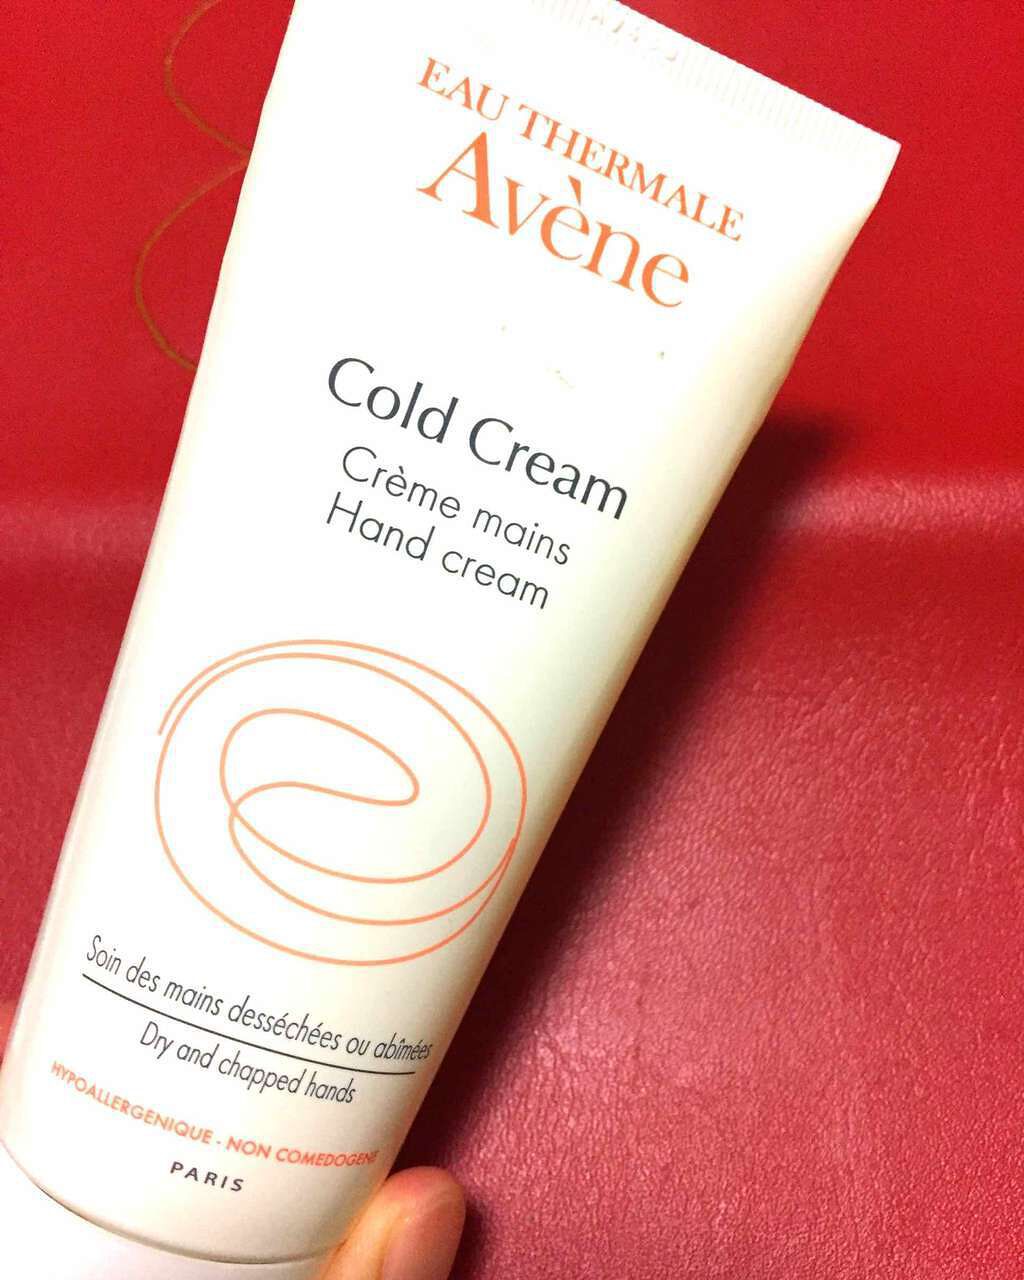 EAU THERMALE
Avène
Cold Cream
Crème mains
Hand cream
Soin des mains desséchées ou abîmées
Dry and chapped hands
HYPOALLERGENIQUE - NON COMEDOGENE
PARIS